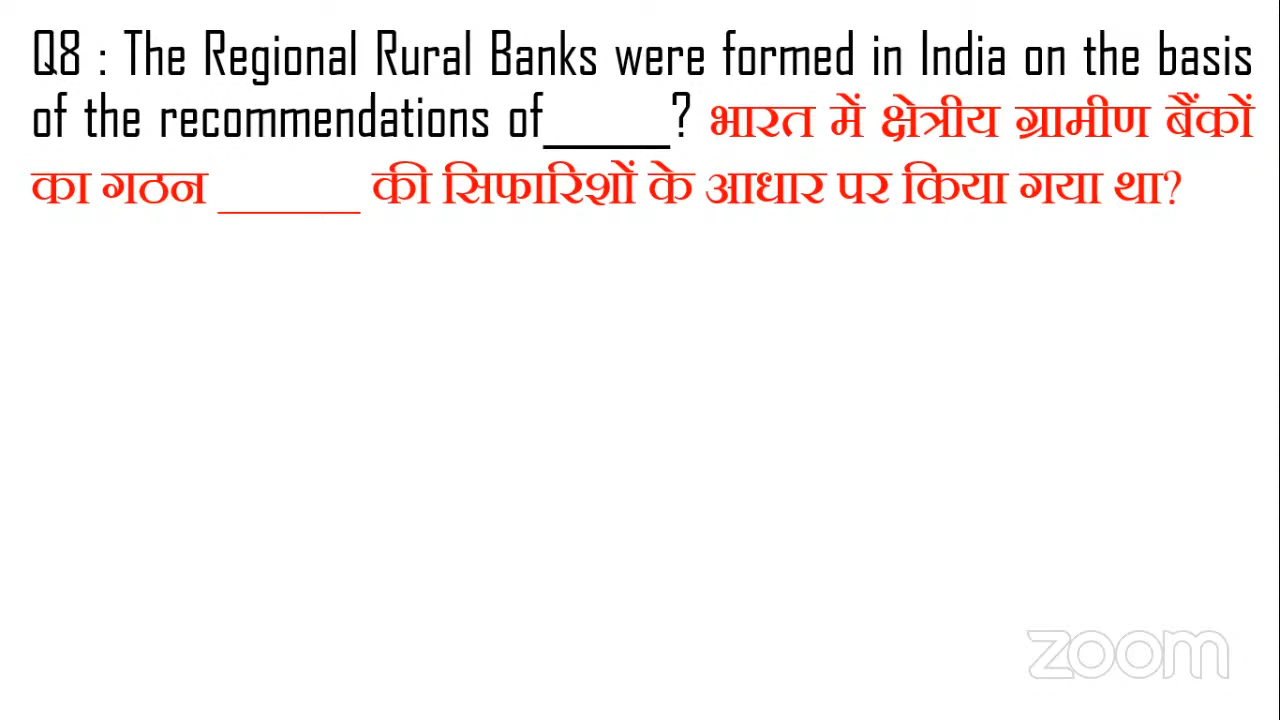 Q8 : The Regional Rural Banks were formed in India on the basis
of the recommendations of______? भारत में क्षेत्रीय ग्रामीण बैंकों
का गठन ______ की सिफारिशों के आधार पर किया गया था?
zoom